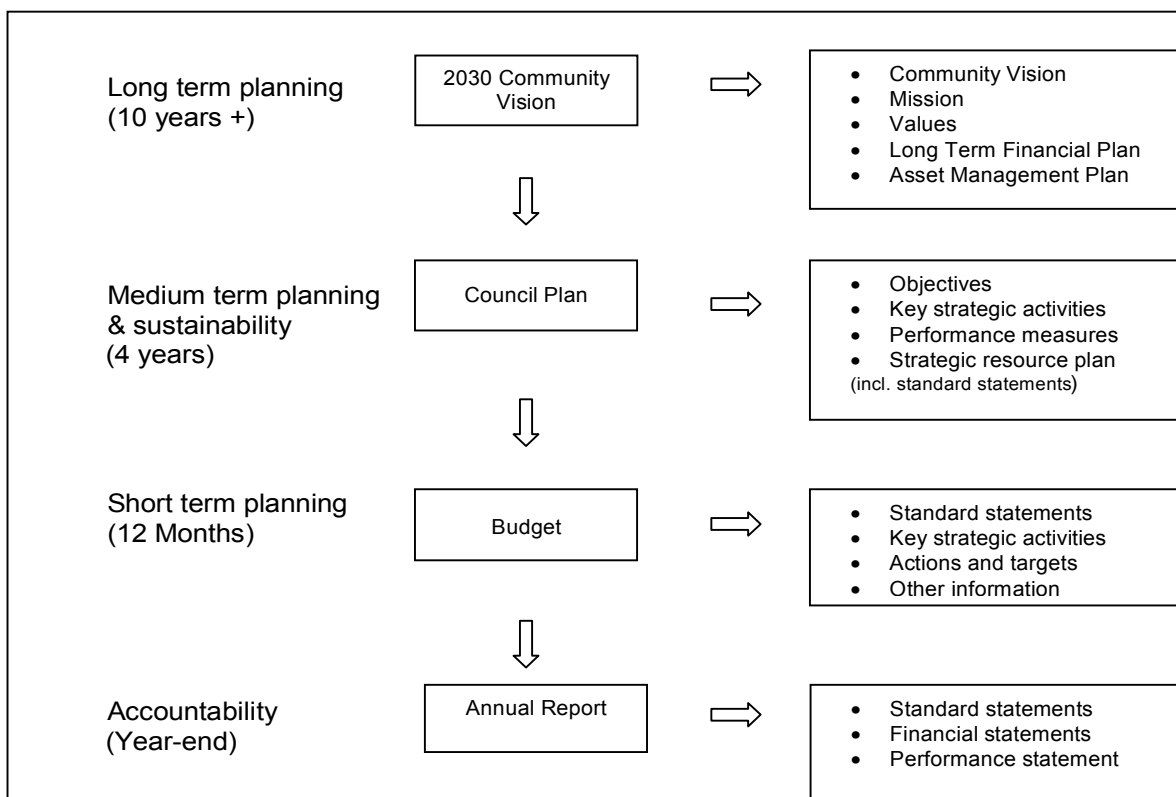 Long term planning
(10 years +)
2030 Community
Vision
• Community Vision
• Mission
• Values
• Long Term Financial Plan
• Asset Management Plan
Medium term planning
& sustainability
(4 years)
Council Plan
• Objectives
• Key strategic activities
• Performance measures
• Strategic resource plan
(incl. standard statements)
Short term planning
(12 Months)
Budget
• Standard statements
• Key strategic activities
• Actions and targets
• Other information
Accountability
(Year-end)
Annual Report
• Standard statements
• Financial statements
• Performance statement